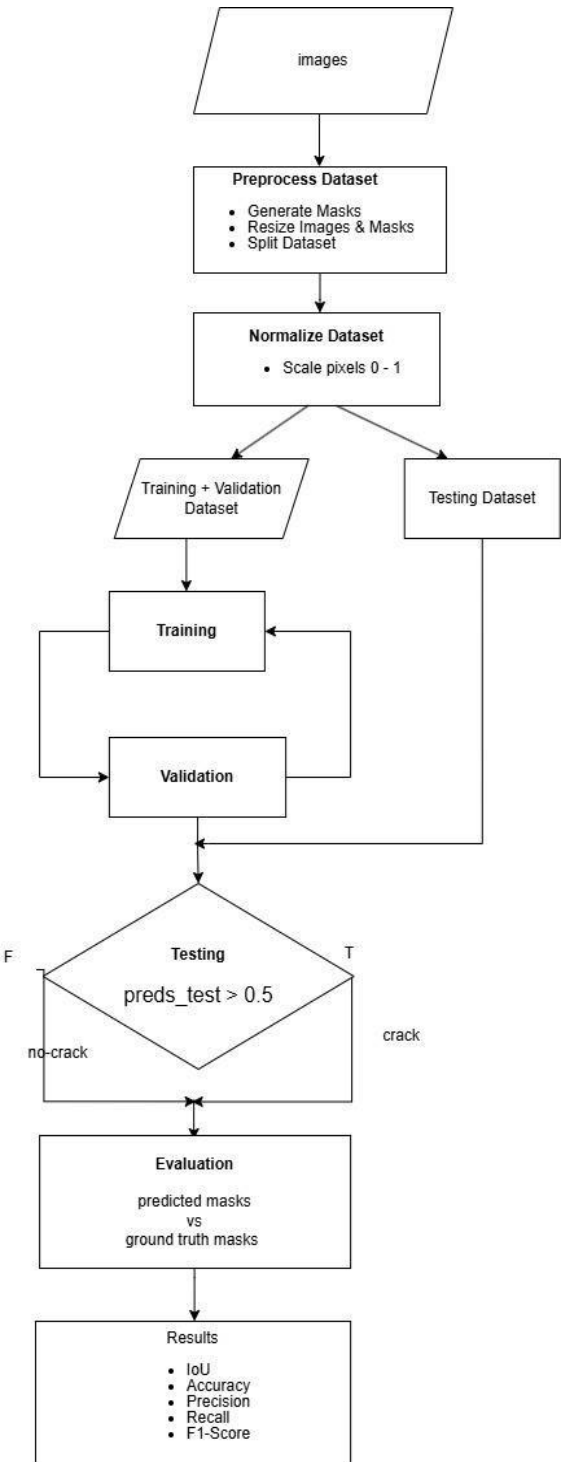 images
Preprocess Dataset
• Generate Masks
• Resize Images & Masks
• Split Dataset
Normalize Dataset
• Scale pixels 0 - 1
Training + Validation
Dataset
Testing Dataset
Training
Validation
F
Testing
T
preds_test > 0.5
no-crack
crack
Evaluation
predicted masks
vs
ground truth masks
Results
• IoU
• Accuracy
• Precision
• Recall
• F1-Score